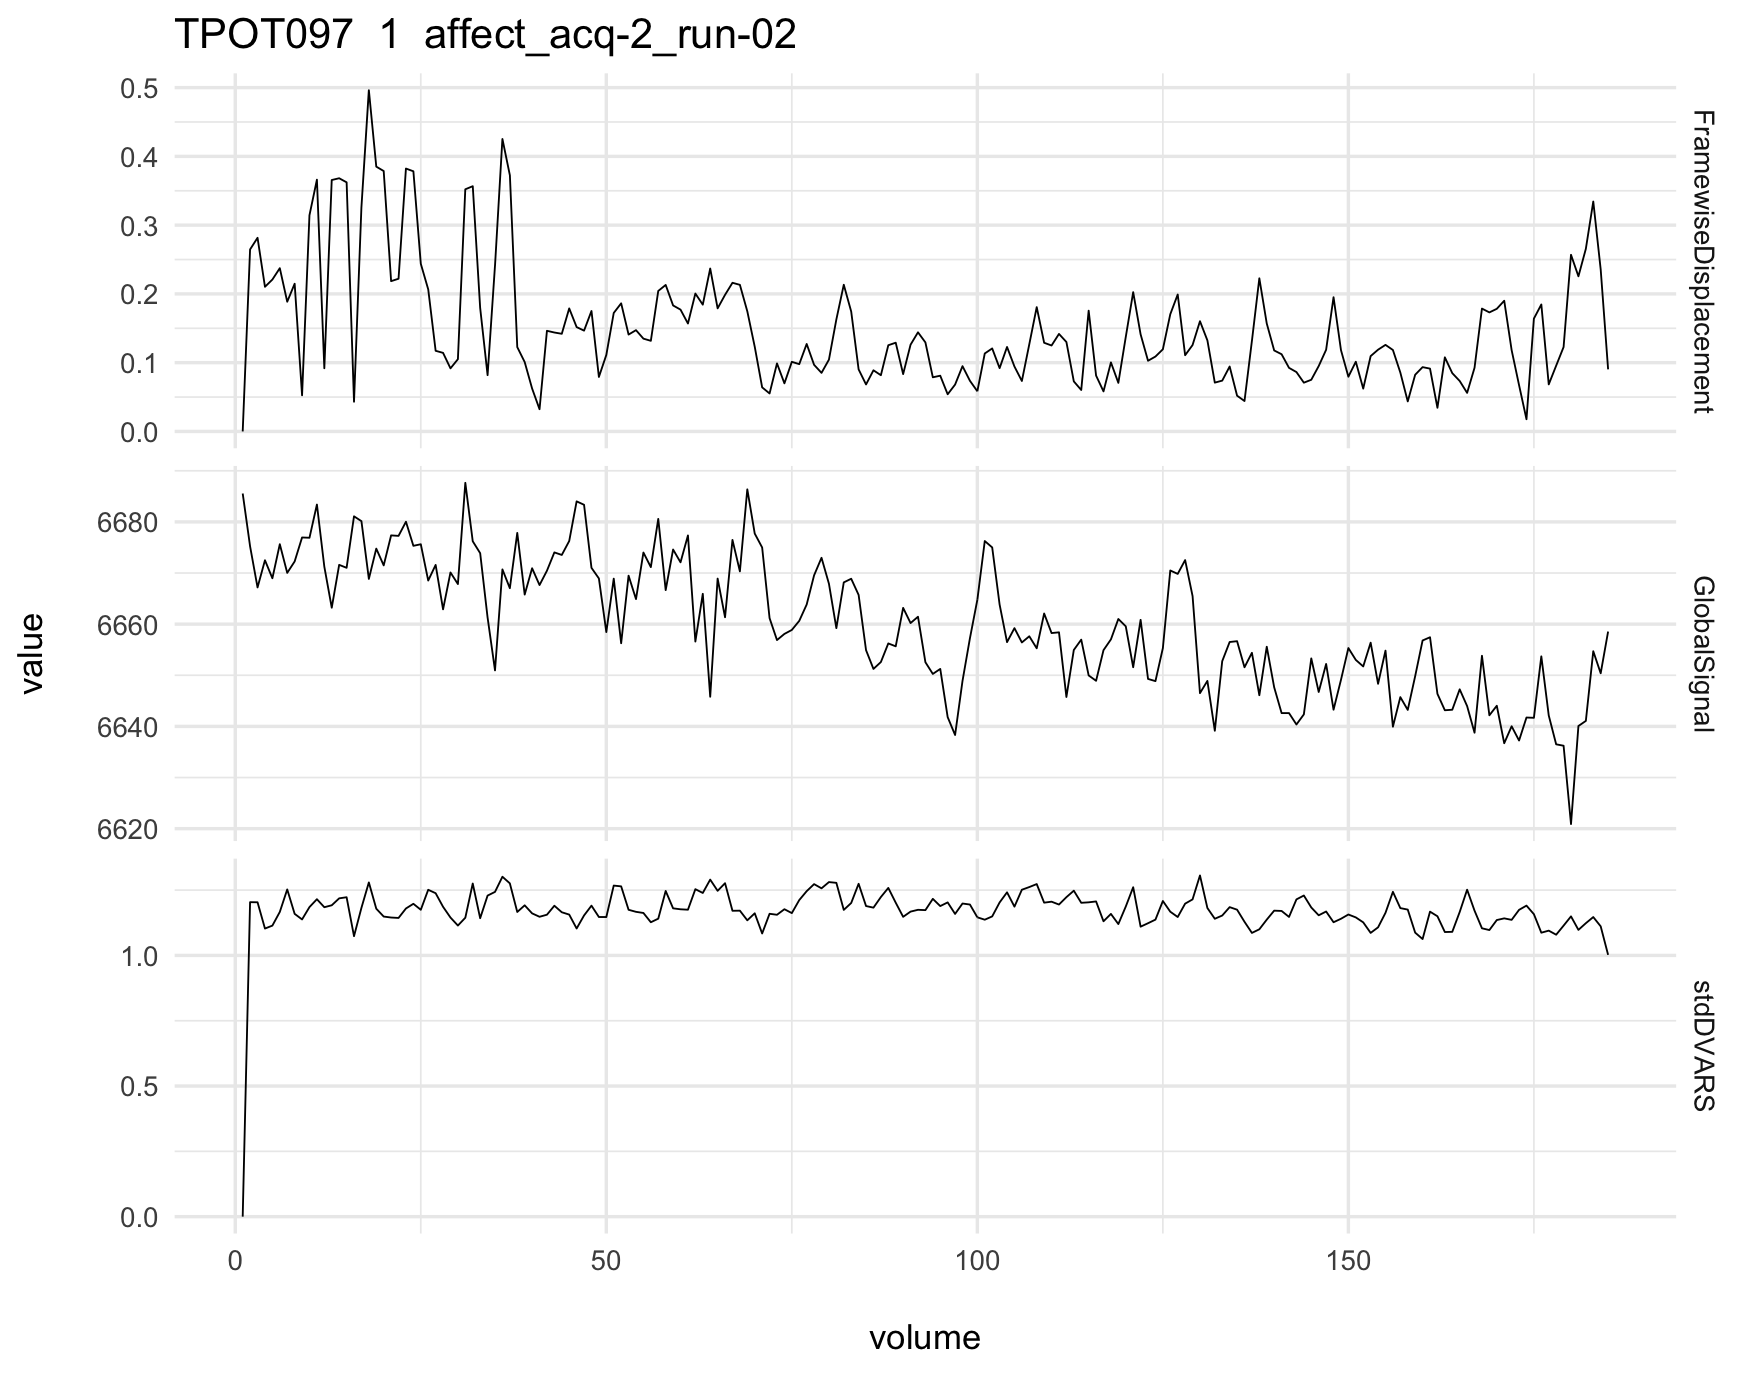 TPOT097  1  affect_acq-2_run-02
0.5
0.4
0.3
0.2
0.1
0.0
FramewiseDisplacement
6680
6660
6640
6620
GlobalSignal
value
1.0
0.5
0.0
stdDVARS
0 50 100 150
volume